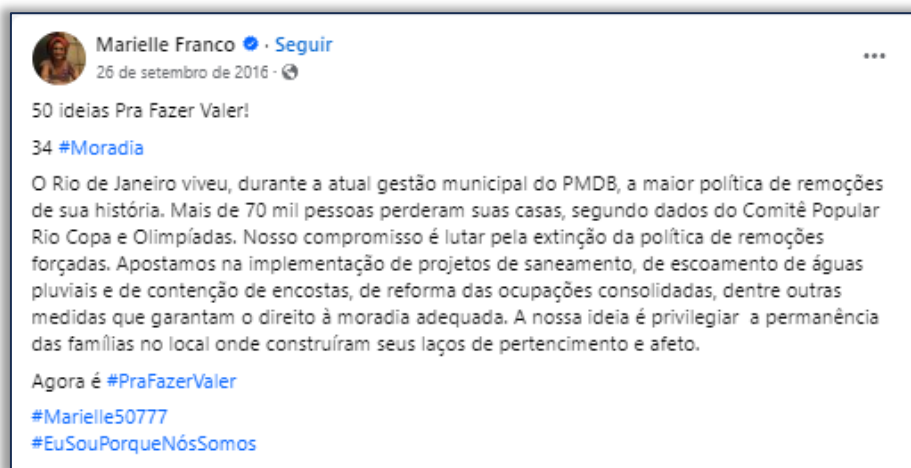 Marielle Franco · Seguir
26 de setembro de 2016 ·
50 ideias Pra Fazer Valer!
34 #Moradia
O Rio de Janeiro viveu, durante a atual gestão municipal do PMDB, a maior política de remoções
de sua história. Mais de 70 mil pessoas perderam suas casas, segundo dados do Comitê Popular
Rio Copa e Olimpíadas. Nosso compromisso é lutar pela extinção da política de remoções
forçadas. Apostamos na implementação de projetos de saneamento, de escoamento de águas
pluviais e de contenção de encostas, de reforma das ocupações consolidadas, dentre outras
medidas que garantam o direito à moradia adequada. A nossa ideia é privilegiar  a permanência
das famílias no local onde construíram seus laços de pertencimento e afeto.
Agora é #PraFazerValer
#Marielle50777
#EuSouPorqueNósSomos